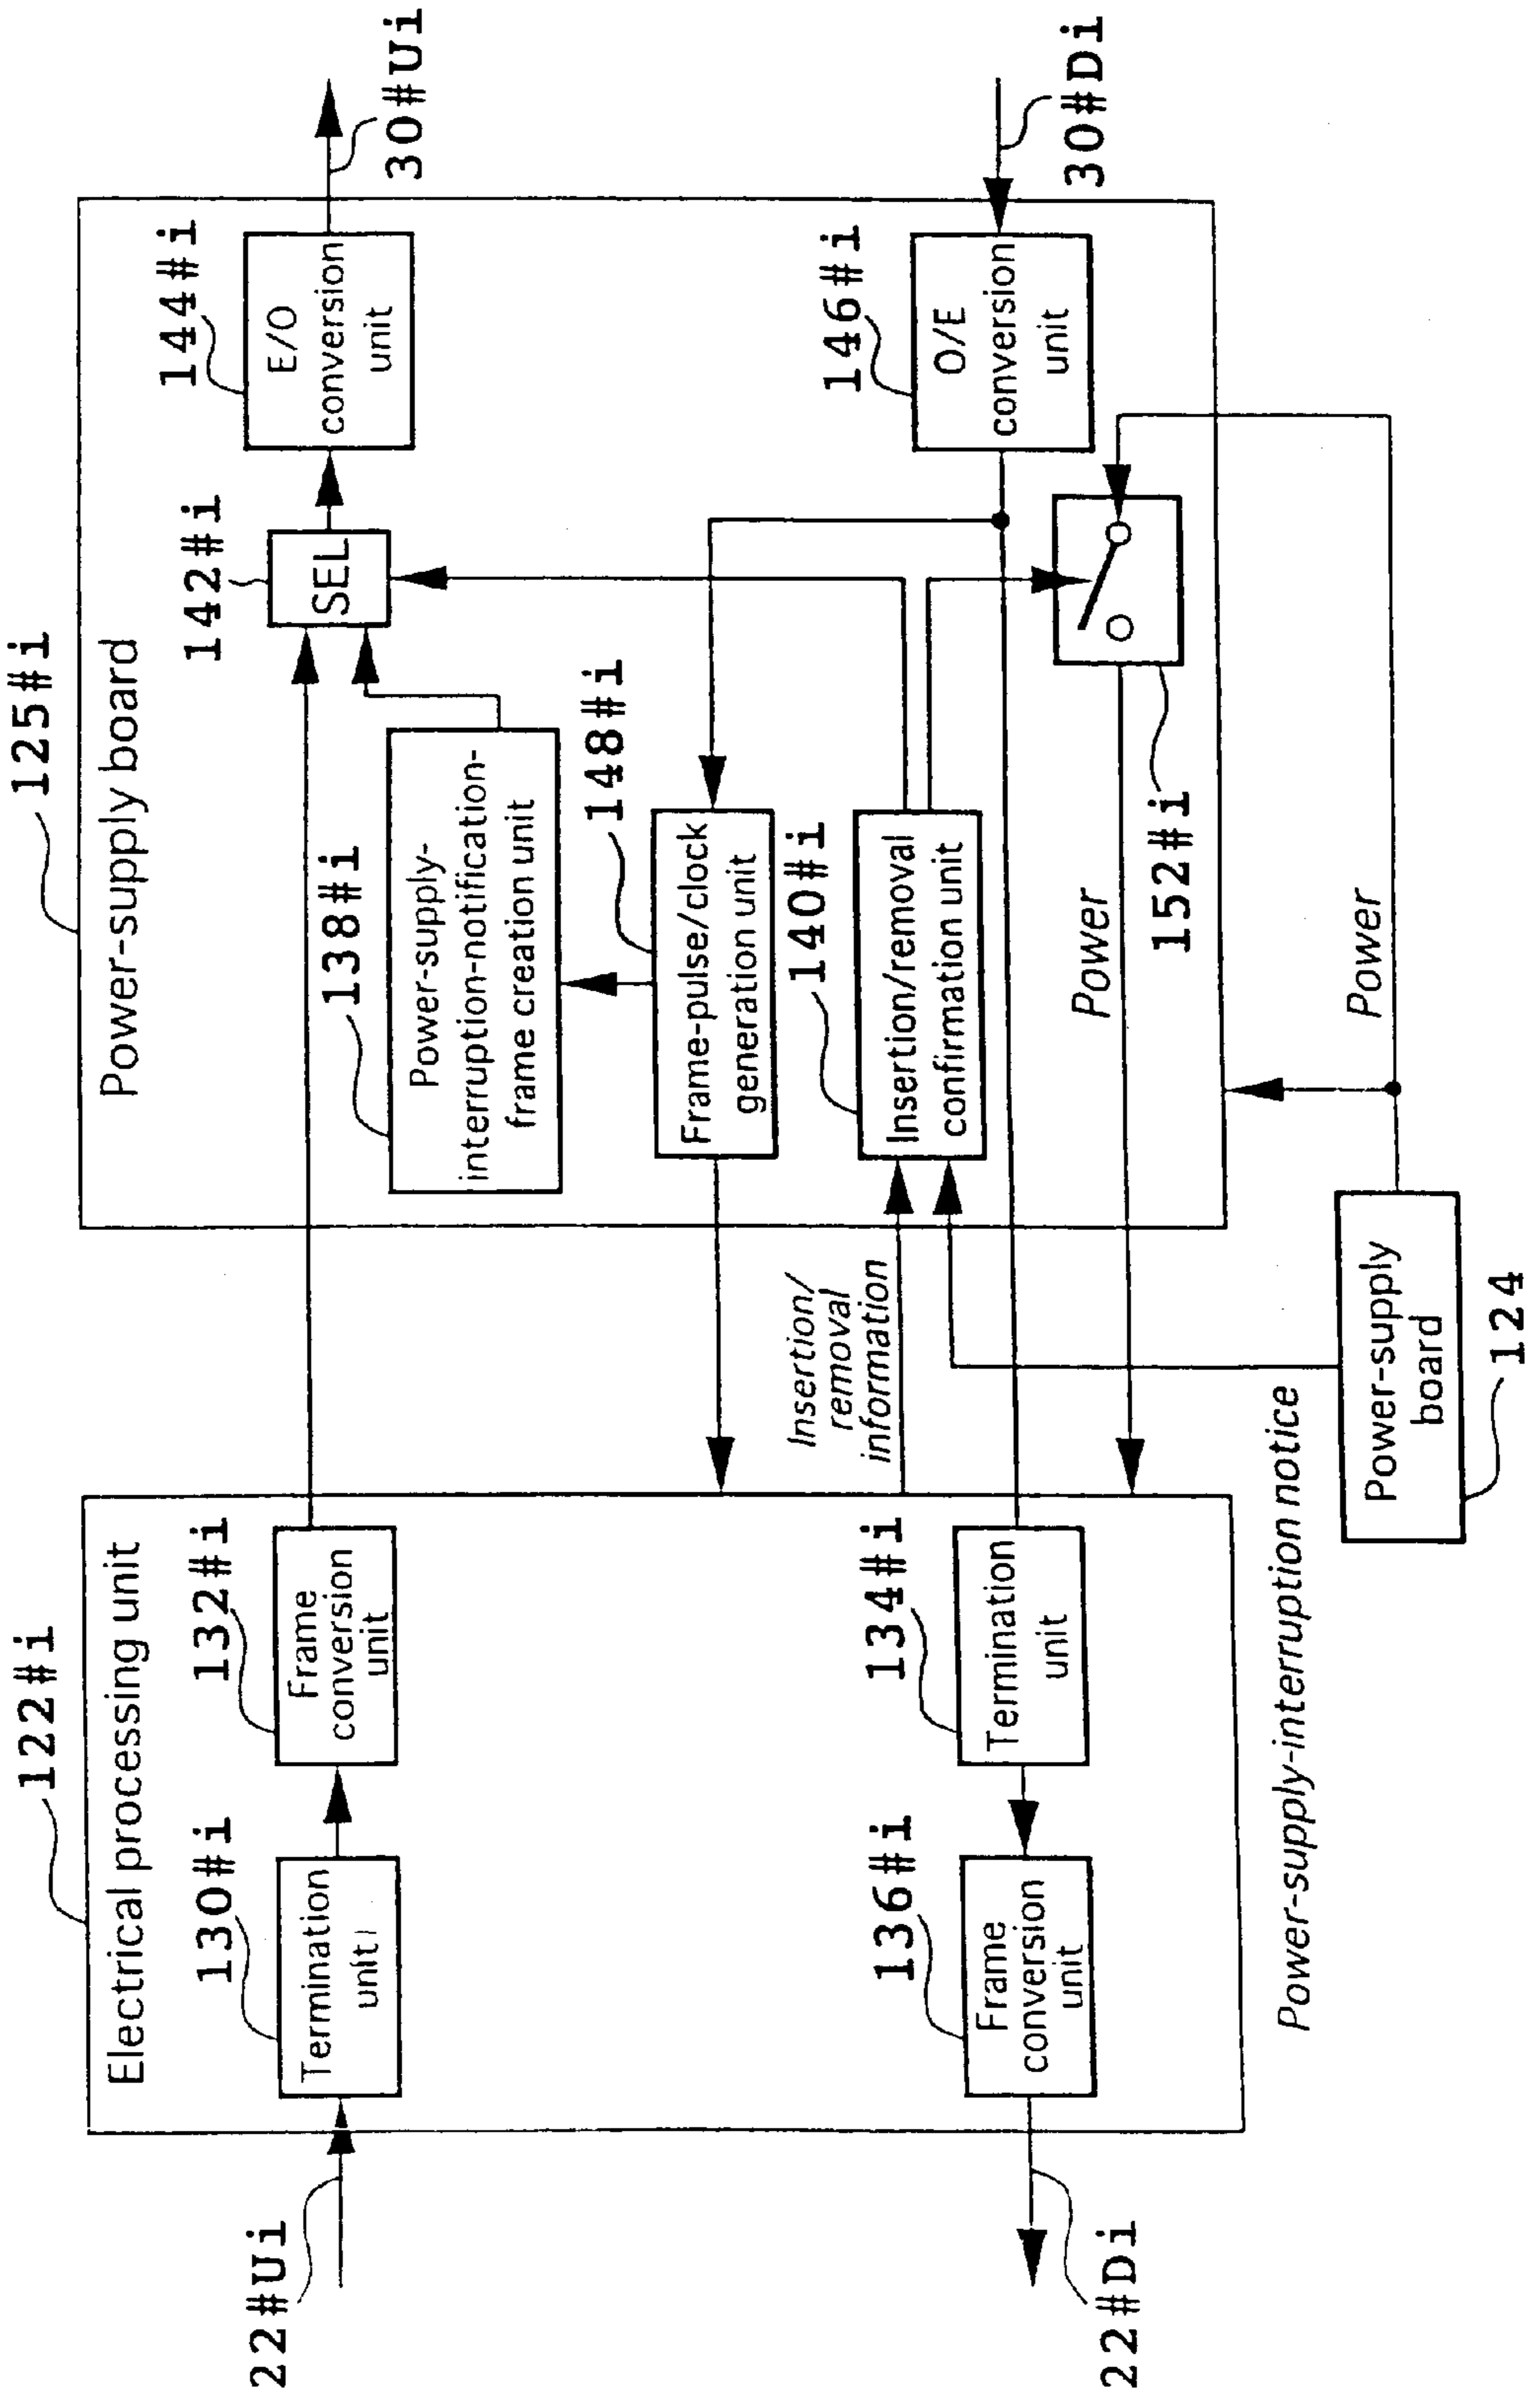 122#i
Electrical processing unit
125#i
Power-supply board
22#Ui
130#i
Termination
unit
132#i
Frame
conversion
unit
142#i
SEL
144#i
E/O
conversion
unit
30#Ui
138#i
Power-supply-
interruption-notification-
frame creation unit
148#i
Frame-pulse/clock
generation unit
Insertion/
removal
information
140#i
Insertion/removal
confirmation unit
22#Di
136#i
Frame
conversion
unit
134#i
Termination
unit
146#i
O/E
conversion
unit
30#Di
Power
152#i
Power-supply-interruption notice
Power-supply
board
124
Power